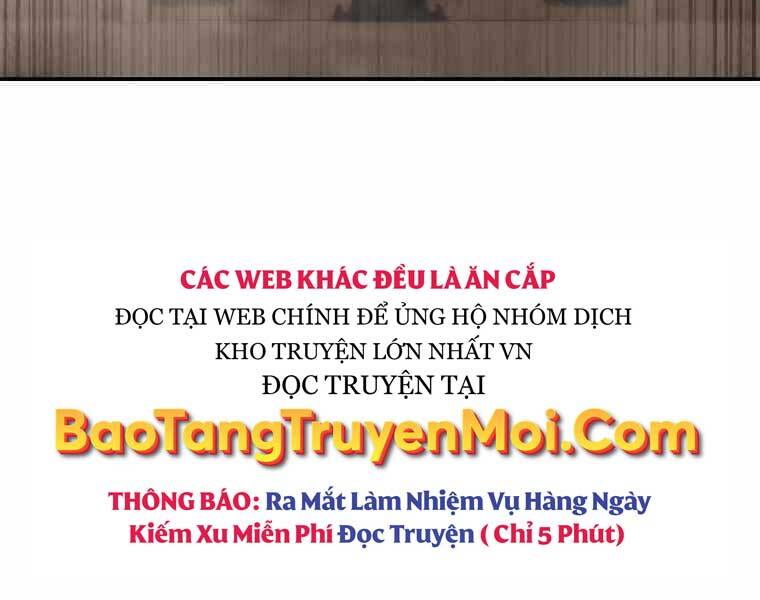 CÁC WEB KHÁC ĐỀU LÀ ĂN CẮP
ĐỌC TẠI WEB CHÍNH ĐỂ ỦNG HỘ NHÓM DỊCH
KHO TRUYỆN LỚN NHẤT VN
ĐỌC TRUYỆN TẠI
BaoTangTruyenMoi.Com
THÔNG BÁO: Ra Mắt Làm Nhiệm Vụ Hàng Ngày
Kiếm Xu Miễn Phí Đọc Truyện ( Chỉ 5 Phút)